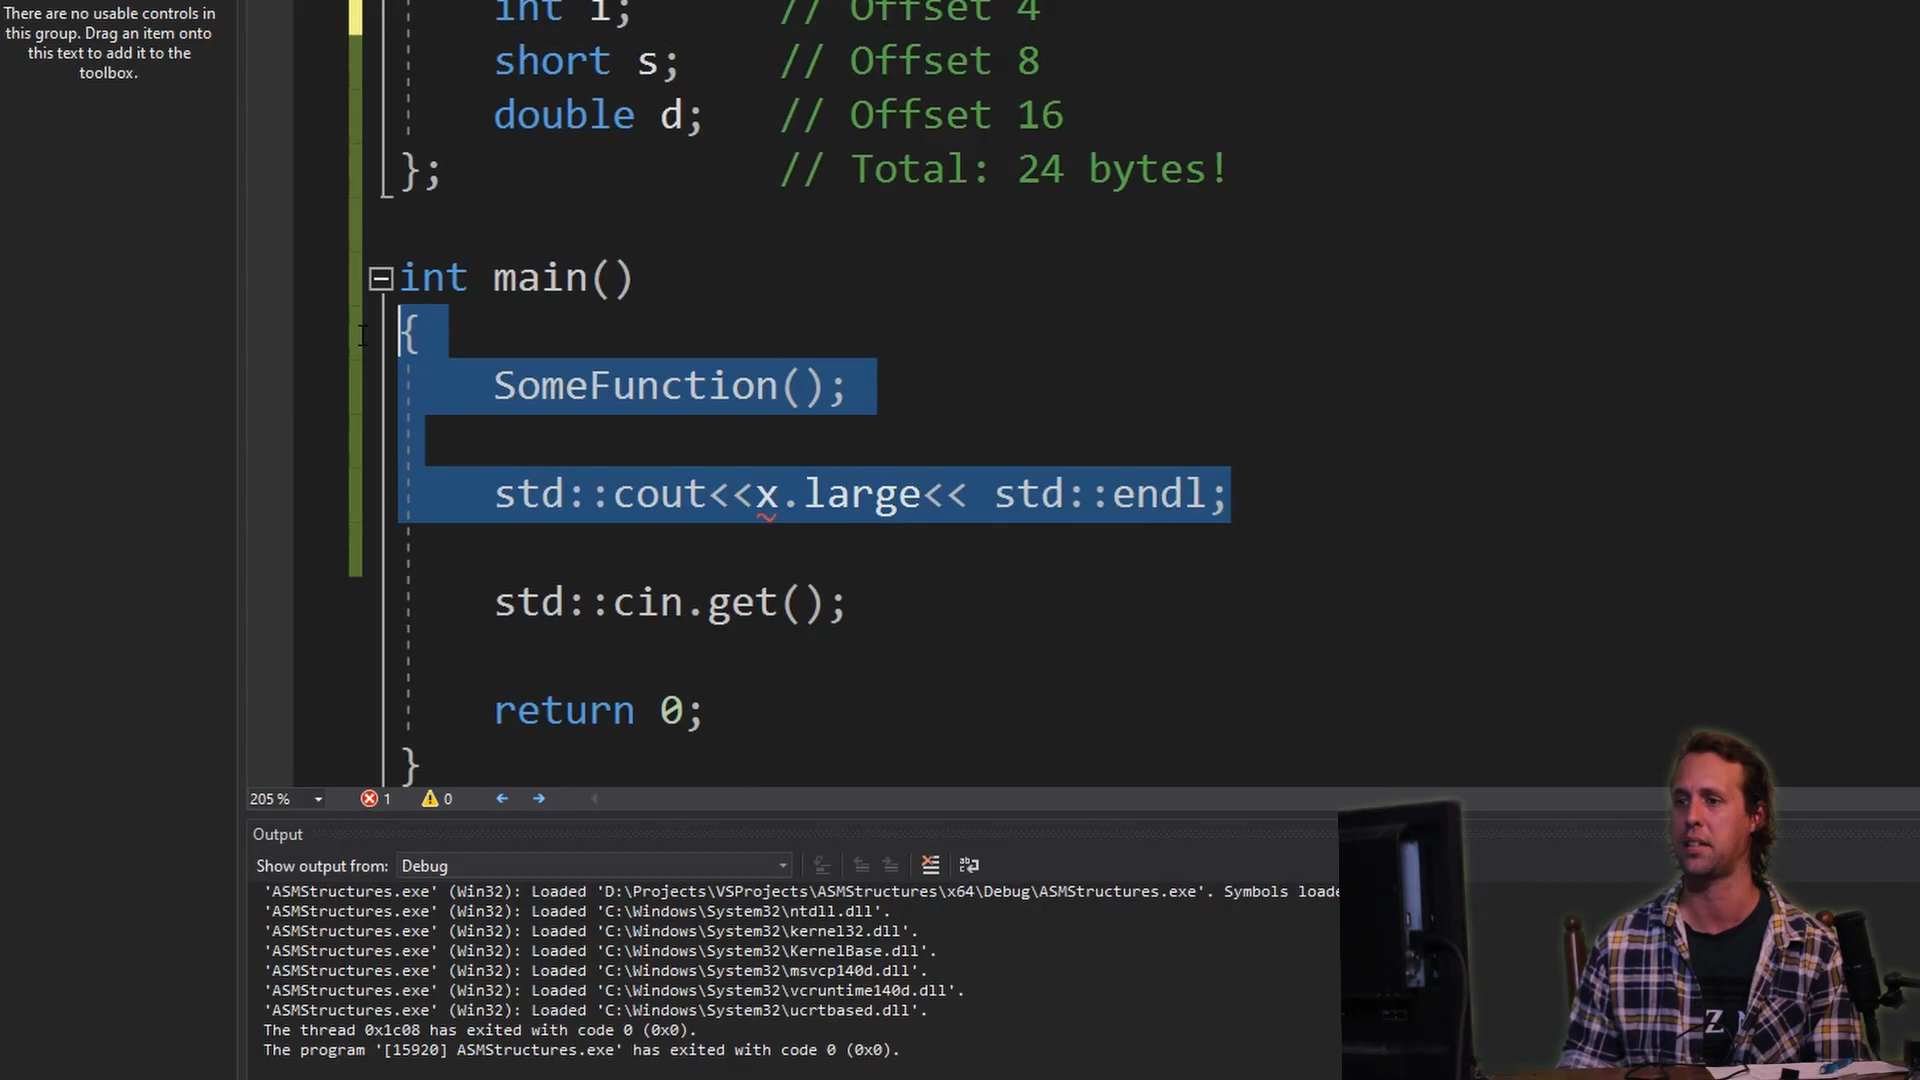 There are no usable controls in
this group. Drag an item onto
this text to add it to the
toolbox.
int i; // Offset 4
short s; // Offset 8
double d; // Offset 16
}; // Total: 24 bytes!
int main()
{
SomeFunction();
std::cout<<x.large<< std::endl;
std::cin.get();
return 0;
}
205 % 1 0
Output
Show output from: Debug
'ASMStructures.exe' (Win32): Loaded 'D:\Projects\VSProjects\ASMStructures\x64\Debug\ASMStructures.exe'. Symbols loade
'ASMStructures.exe' (Win32): Loaded 'C:\Windows\System32\ntdll.dll'.
'ASMStructures.exe' (Win32): Loaded 'C:\Windows\System32\kernel32.dll'.
'ASMStructures.exe' (Win32): Loaded 'C:\Windows\System32\KernelBase.dll'.
'ASMStructures.exe' (Win32): Loaded 'C:\Windows\System32\msvcp140d.dll'.
'ASMStructures.exe' (Win32): Loaded 'C:\Windows\System32\vcruntime140d.dll'.
'ASMStructures.exe' (Win32): Loaded 'C:\Windows\System32\ucrtbased.dll'.
The thread 0x1c08 has exited with code 0 (0x0).
The program '[15920] ASMStructures.exe' has exited with code 0 (0x0).